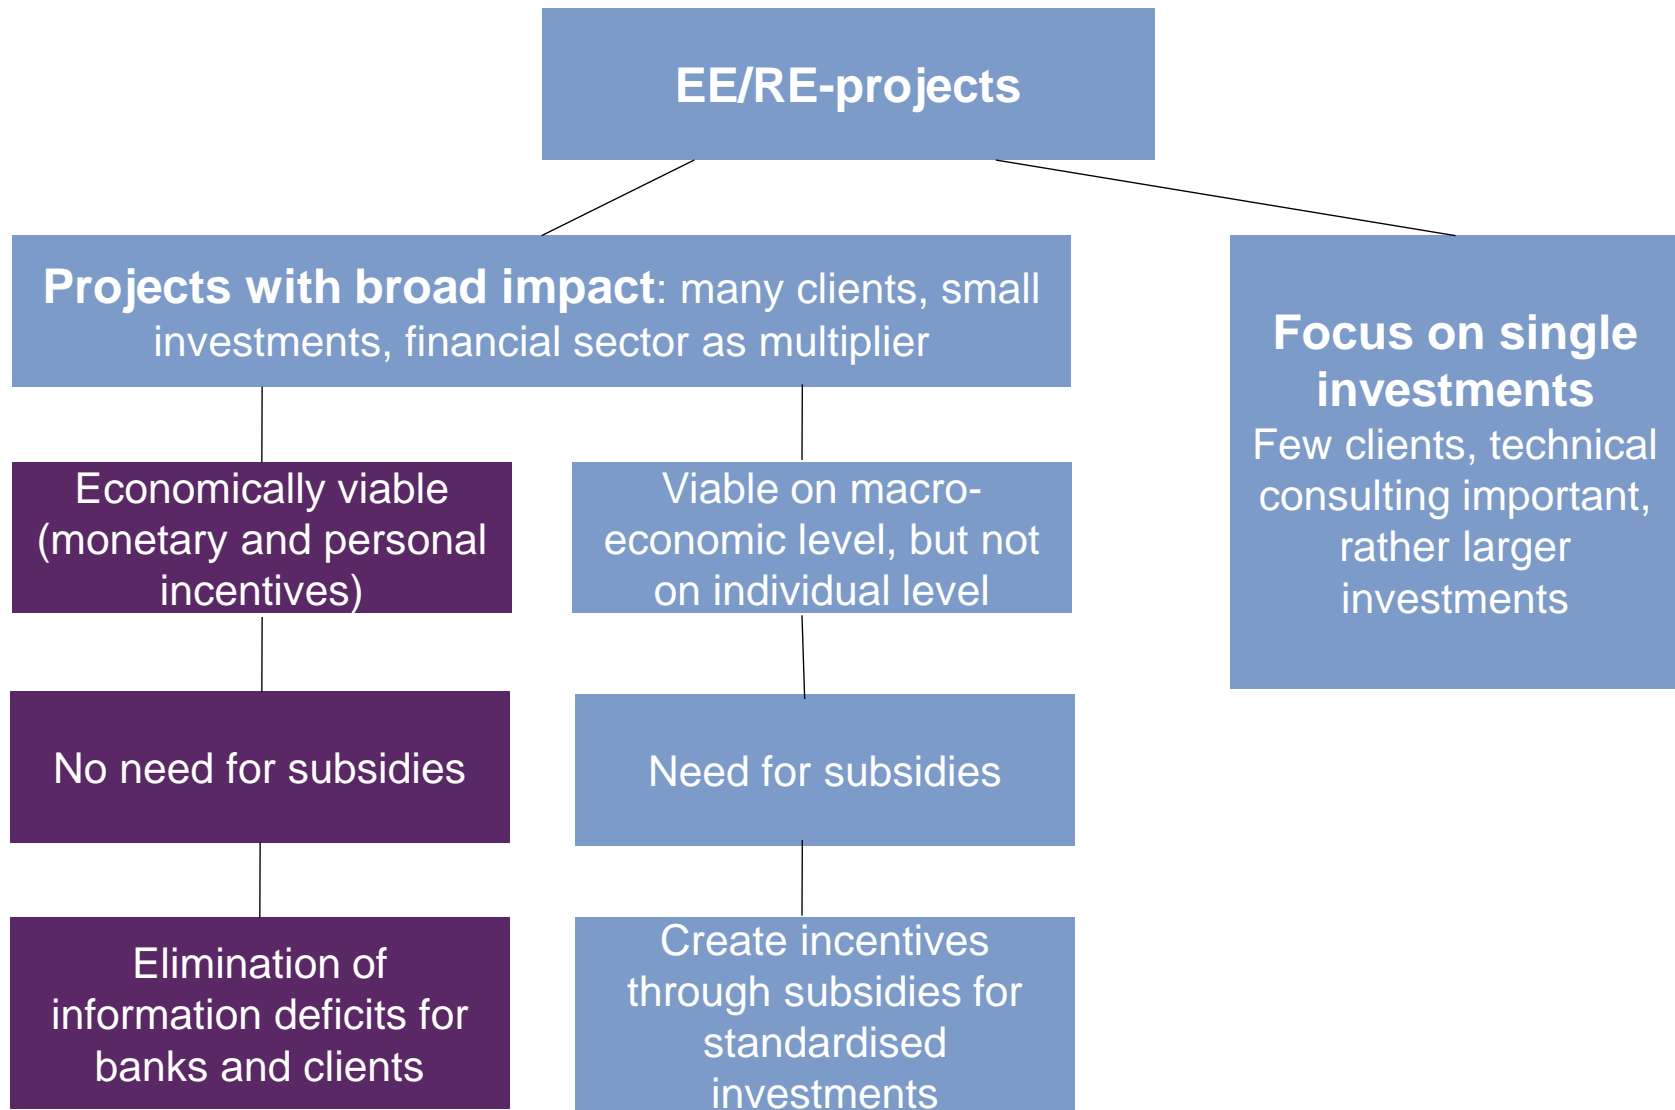 EE/RE-projects
Projects with broad impact: many clients, small
investments, financial sector as multiplier
Focus on single
investments
Few clients, technical
consulting important,
rather larger
investments
Economically viable
(monetary and personal
incentives)
Viable on macro-
economic level, but not
on individual level
No need for subsidies
Need for subsidies
Elimination of
information deficits for
banks and clients
Create incentives
through subsidies for
standardised
investments